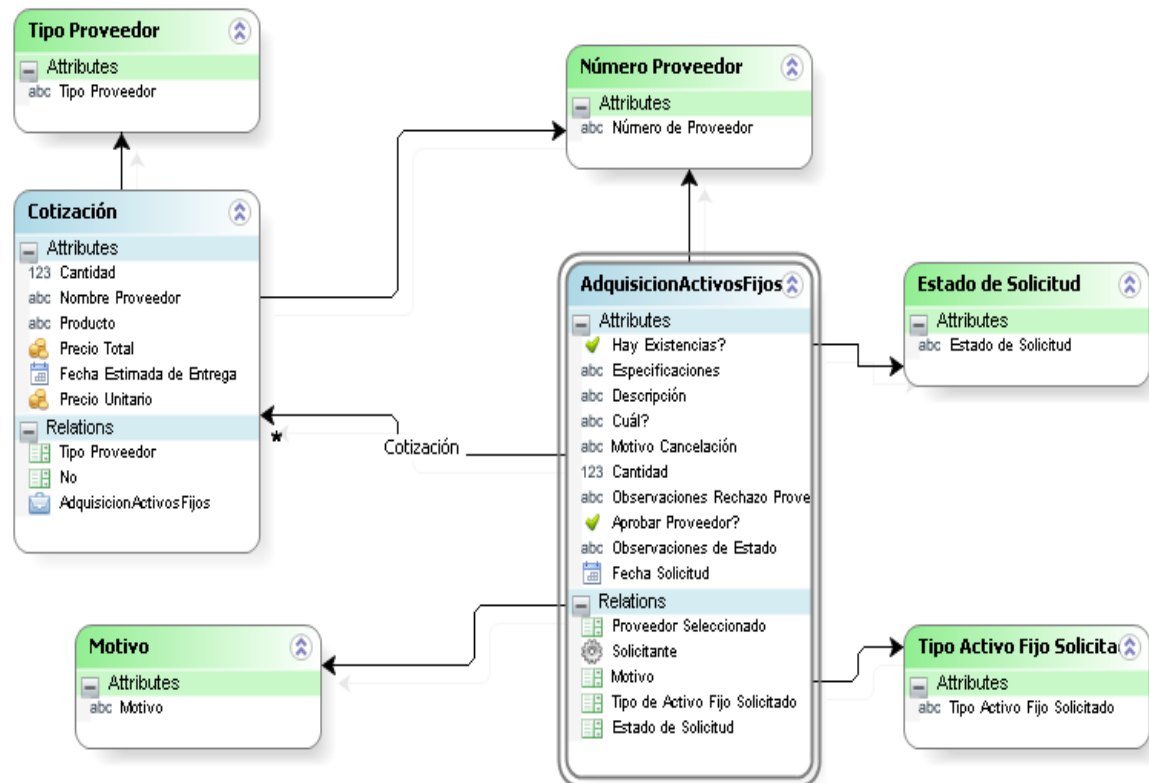 Tipo Proveedor
Attributes
abc Tipo Proveedor
Número Proveedor
Attributes
abc Número de Proveedor
Cotización
Attributes
123 Cantidad
abc Nombre Proveedor
abc Producto
Precio Total
Fecha Estimada de Entrega
Precio Unitario
Relations
Tipo Proveedor
No
AdquisicionActivosFijos
*
Cotización
AdquisicionActivosFijos
Attributes
Hay Existencias?
abc Especificaciones
abc Descripción
abc Cuál?
abc Motivo Cancelación
123 Cantidad
abc Observaciones Rechazo Prove
Aprobar Proveedor?
abc Observaciones de Estado
Fecha Solicitud
Relations
Proveedor Seleccionado
Solicitante
Motivo
Tipo de Activo Fijo Solicitado
Estado de Solicitud
Estado de Solicitud
Attributes
abc Estado de Solicitud
Motivo
Attributes
abc Motivo
Tipo Activo Fijo Solicita
Attributes
abc Tipo Activo Fijo Solicitado